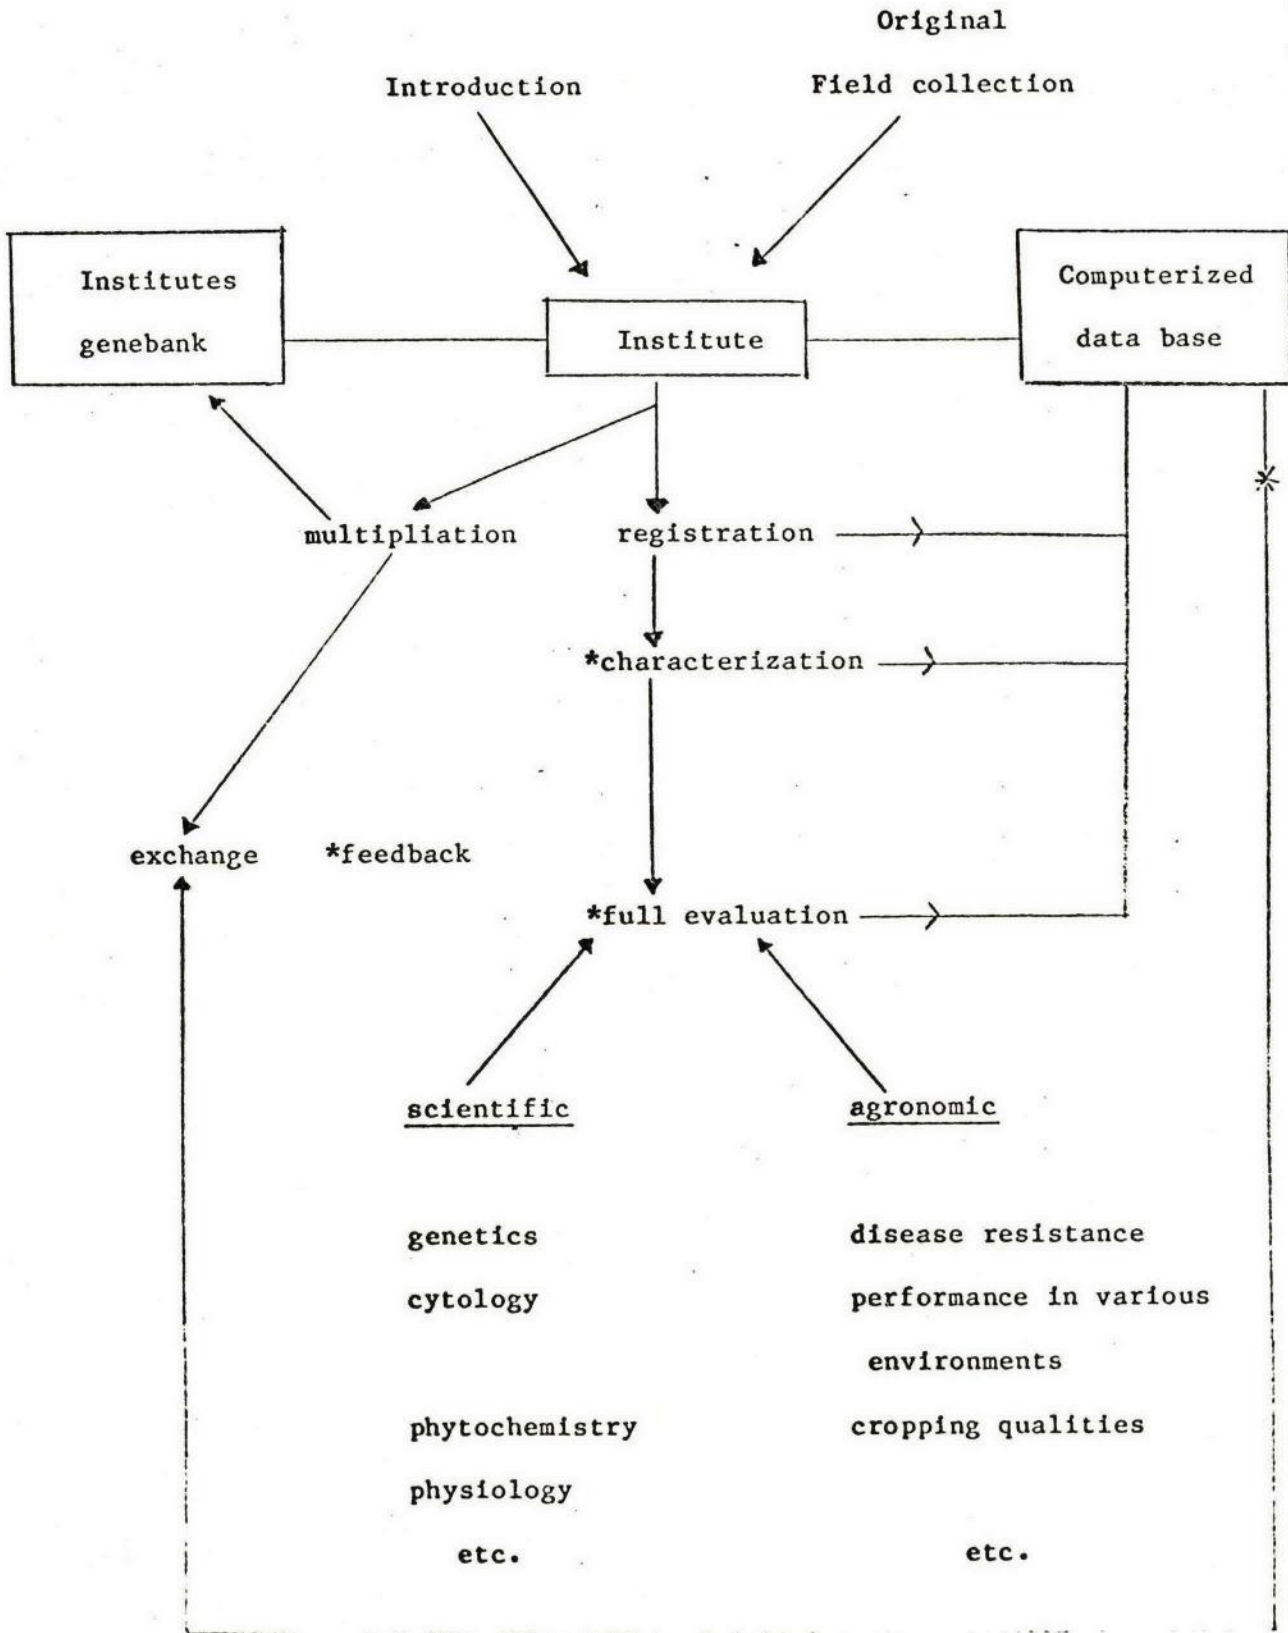 Original
Introduction
Field collection
Institutes
genebank
Institute
Computerized
data base
multipliation
registration
*characterization
exchange
*feedback
*full evaluation
scientific
agronomic
genetics
disease resistance
cytology
performance in various
environments
phytochemistry
cropping qualities
physiology
etc.
etc.